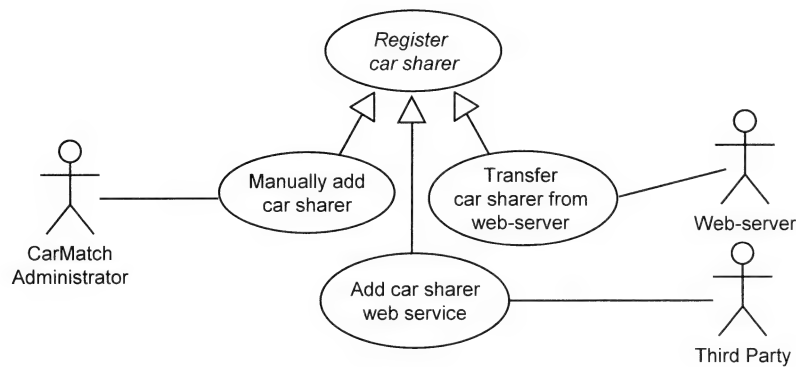 Register
car sharer
Manually add
car sharer
Transfer
car sharer from
web-server
CarMatch
Administrator
Web-server
Add car sharer
web service
Third Party